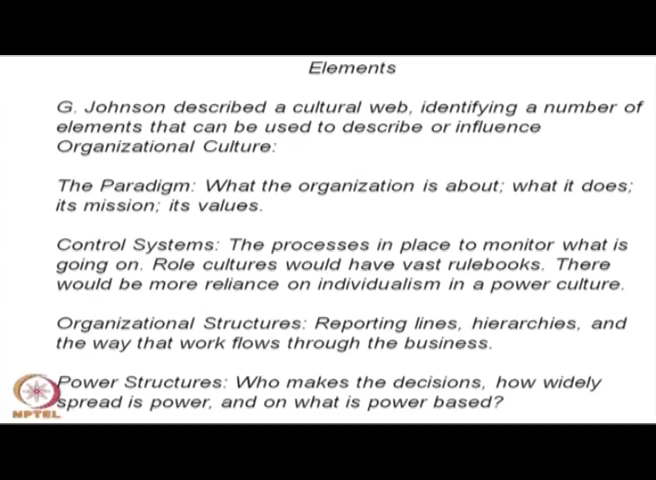 Elements
G. Johnson described a cultural web, identifying a number of
elements that can be used to describe or influence
Organizational Culture:
The Paradigm: What the organization is about; what it does;
its mission; its values.
Control Systems: The processes in place to monitor what is
going on. Role cultures would have vast rulebooks. There
would be more reliance on individualism in a power culture.
Organizational Structures: Reporting lines, hierarchies, and
the way that work flows through the business.
Power Structures: Who makes the decisions, how widely
spread is power, and on what is power based?
NPTEL